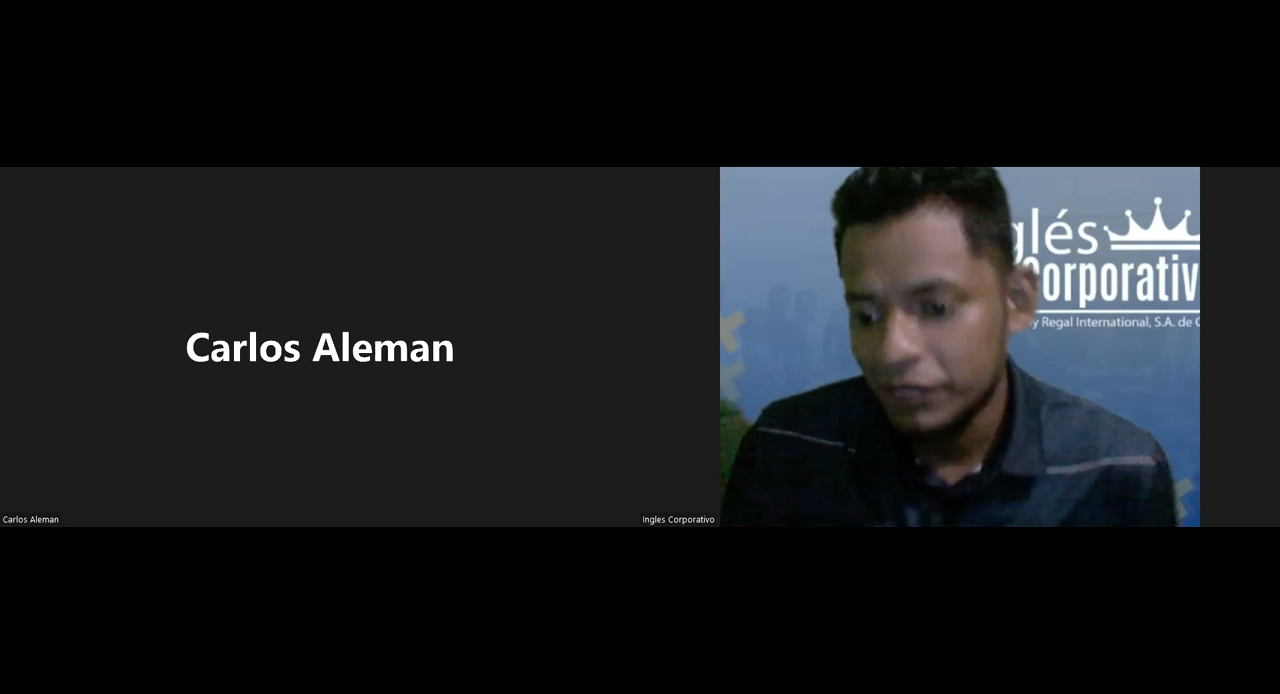 Carlos Aleman
glés
Corporativ
y Regal International, S.A. de C
Carlos Aleman
Ingles Corporativo